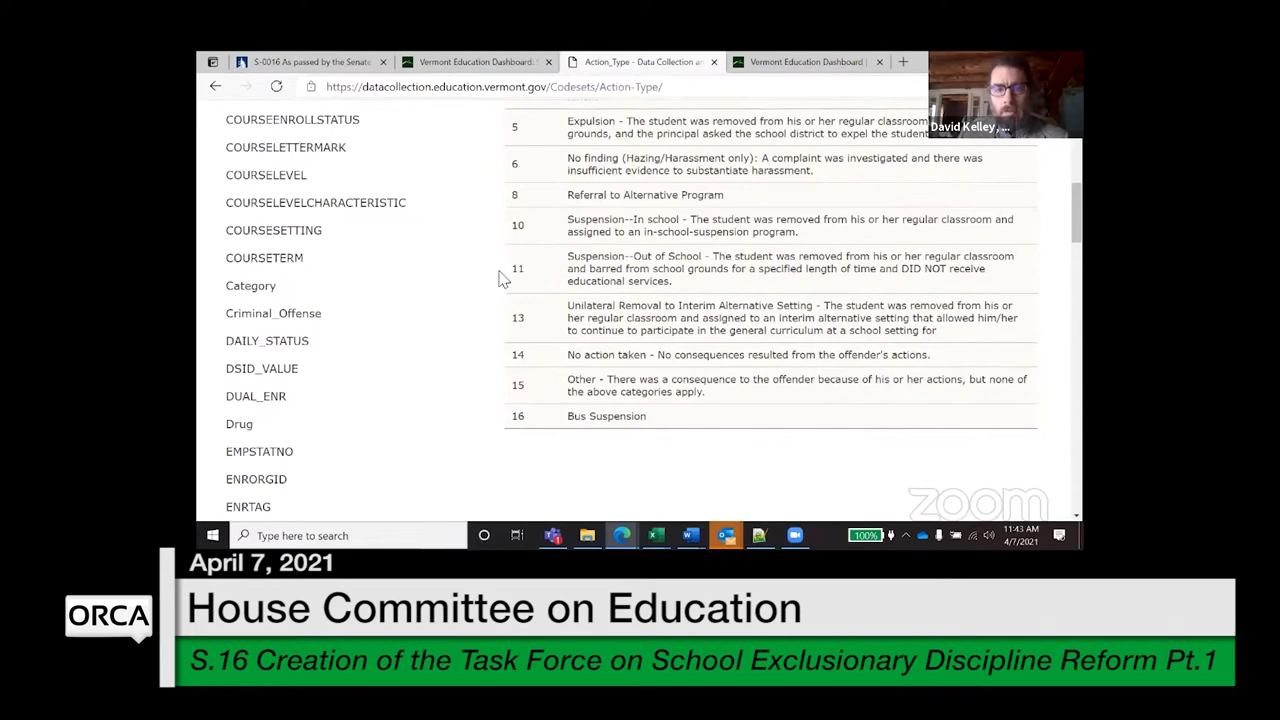 S-0016 As passed by the Senate
Vermont Education Dashboard:
Action_Type - Data Collection an
Vermont Education Dashboard |
https://datacollection.education.vermont.gov/Codesets/Action-Type/
David Kelley, ...
COURSEENROLLSTATUS
COURSELETTERMARK
COURSELEVEL
COURSELEVELCHARACTERISTIC
COURSESETTING
COURSETERM
Category
Criminal_Offense
DAILY_STATUS
DSID_VALUE
DUAL_ENR
Drug
EMPSTATNO
ENRORGID
ENRTAG
5
Expulsion - The student was removed from his or her regular classroom
grounds, and the principal asked the school district to expel the student
6
No finding (Hazing/Harassment only): A complaint was investigated and there was
insufficient evidence to substantiate harassment.
8
Referral to Alternative Program
10
Suspension--In school - The student was removed from his or her regular classroom and
assigned to an in-school-suspension program.
11
Suspension--Out of School - The student was removed from his or her regular classroom
and barred from school grounds for a specified length of time and DID NOT receive
educational services.
13
Unilateral Removal to Interim Alternative Setting - The student was removed from his or
her regular classroom and assigned to an interim alternative setting that allowed him/her
to continue to participate in the general curriculum at a school setting for
14
No action taken - No consequences resulted from the offender's actions.
15
Other - There was a consequence to the offender because of his or her actions, but none of
the above categories apply.
16
Bus Suspension
zoom
Type here to search
100%
11:43 AM
4/7/2021
April 7, 2021
ORCA
House Committee on Education
S.16 Creation of the Task Force on School Exclusionary Discipline Reform Pt.1